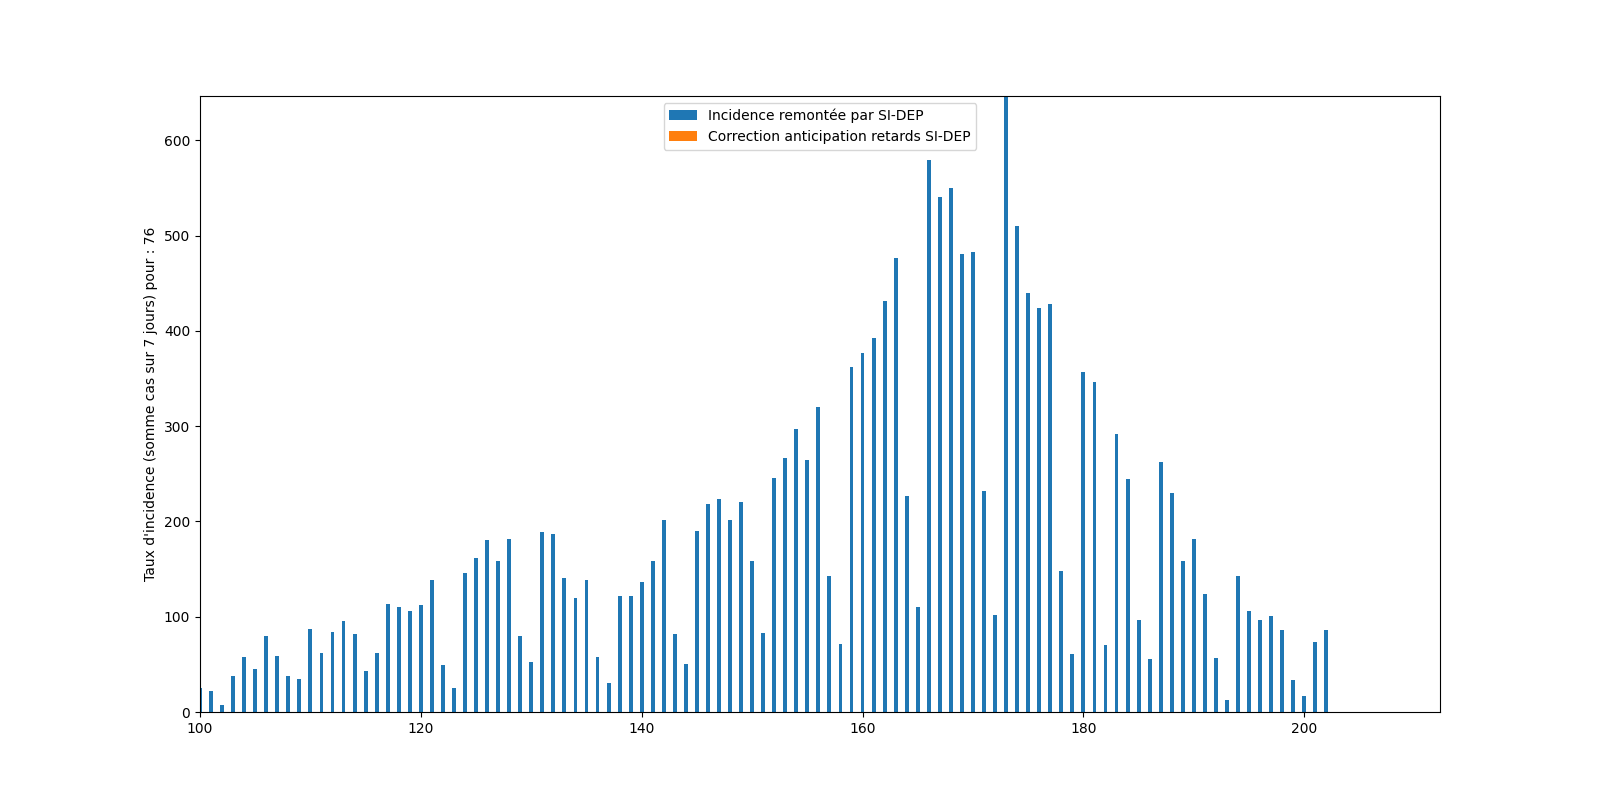 Incidence remontée par SI-DEP
Correction anticipation retards SI-DEP
Taux d'incidence (somme cas sur 7 jours) pour : 76
600
500
400
300
200
100
0
100 120 140 160 180 200